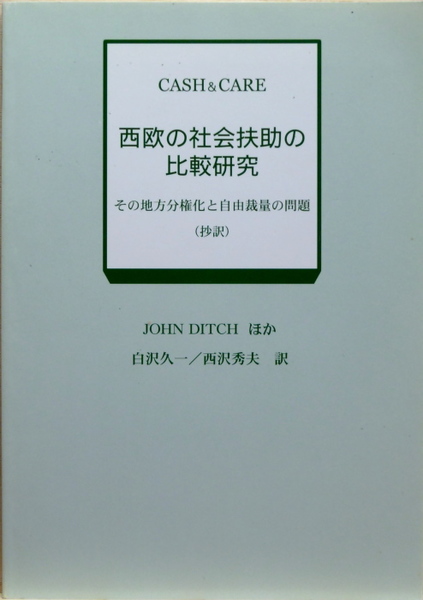 CASH & CARE
西欧の社会扶助の
比較研究
その地方分権化と自由裁量の問題
(抄訳)
JOHN DITCH ほか
白沢久一/西沢秀夫 訳